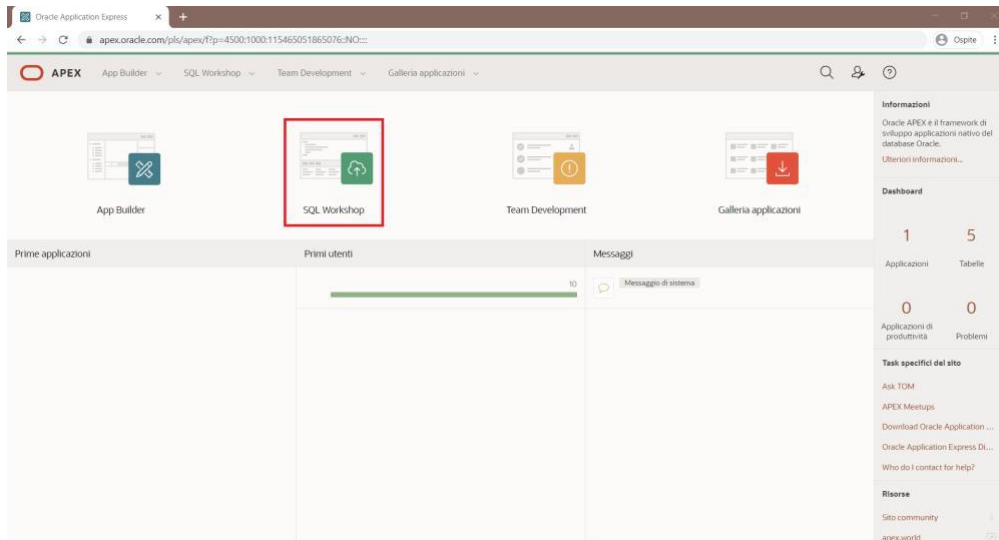 Oracle Application Express
apex.oracle.com/pls/apex/f?p=4500:1000:115465051865076::NO::::
Ospite
APEX App Builder SQL Workshop Team Development Galleria applicazioni
App Builder
SQL Workshop
Team Development
Galleria applicazioni
Prime applicazioni
Primi utenti
10
Messaggi
Messaggio di sistema
Informazioni
Oracle APEX è il framework di
sviluppo applicazioni nativo del
database Oracle.
Ulteriori informazioni...
Dashboard
1 5
Applicazioni Tabelle
0 0
Applicazioni di
produttività Problemi
Task specifici del sito
Ask TOM
APEX Meetups
Download Oracle Application ...
Oracle Application Express Di...
Who do I contact for help?
Risorse
Sito community
apex.world